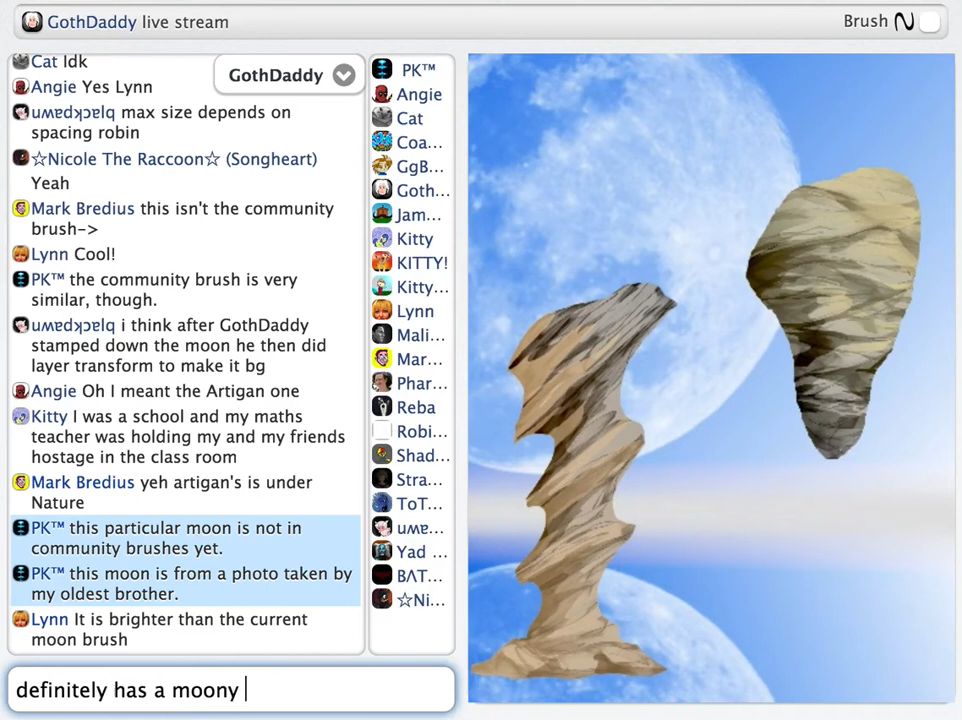 GothDaddy live stream
Brush
Cat Idk
GothDaddy
Angie Yes Lynn
uʍɐdʞɔɐlq max size depends on
spacing robin
☆Nicole The Raccoon☆ (Songheart)
Yeah
Mark Bredius this isn't the community
brush->
Lynn Cool!
PK™ the community brush is very
similar, though.
uʍɐdʞɔɐlq i think after GothDaddy
stamped down the moon he then did
layer transform to make it bg
Angie Oh I meant the Artigan one
Kitty I was a school and my maths
teacher was holding my and my friends
hostage in the class room
Mark Bredius yeh artigan's is under
Nature
PK™ this particular moon is not in
community brushes yet.
PK™ this moon is from a photo taken by
my oldest brother.
Lynn It is brighter than the current
moon brush
definitely has a moony
PK™
Angie
Cat
Coa...
GgB...
Goth...
Jam...
Kitty
KITTY!
Kitty...
Lynn
Mali...
Mar...
Phar...
Reba
Robi...
Shad...
Stra...
ToT...
uʍɐ...
Yad ...
BΛT...
☆Ni...